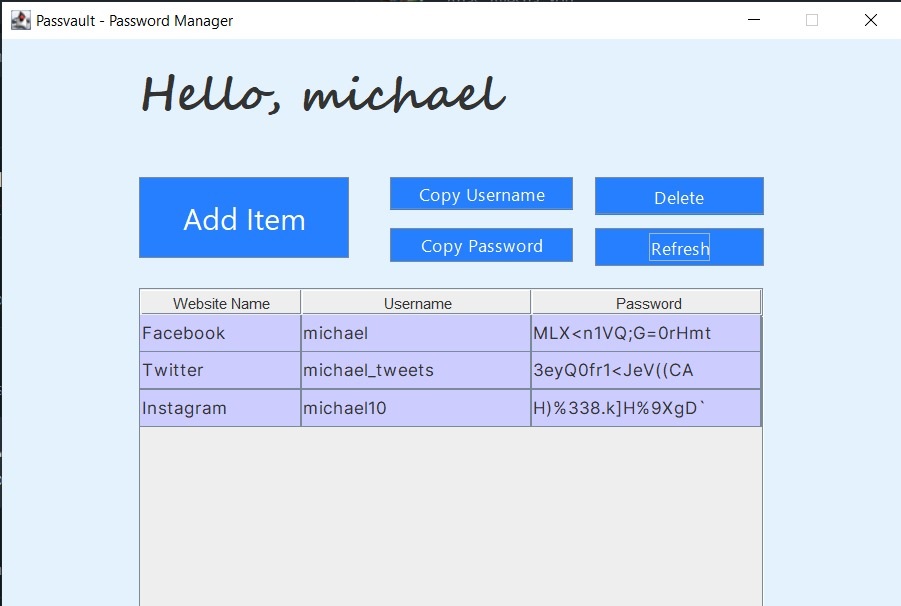 Passvault - Password Manager
Hello, michael
Add Item
Copy Username
Delete
Copy Password
Refresh
Website Name Username Password
Facebook michael MLX<n1VQ;G=0rHmt
Twitter michael_tweets 3eyQ0fr1<JeV((CA
Instagram michael10 H)%338.k]H%9XgD`